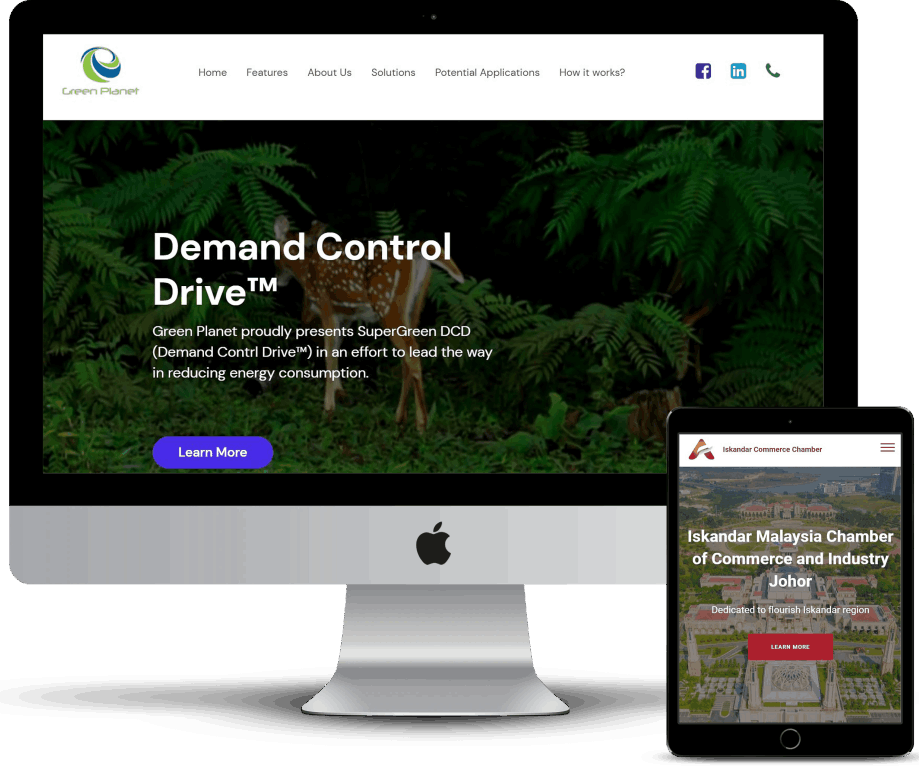 Green Planet
Home Features About Us Solutions Potential Applications How it works?
Demand Control
Drive™
Green Planet proudly presents SuperGreen DCD
(Demand Contrl Drive™) in an effort to lead the way
in reducing energy consumption.
Learn More
Iskandar Commerce Chamber
Iskandar Malaysia Chamber
of Commerce and Industry
Johor
Dedicated to flourish Iskandar region
LEARN MORE